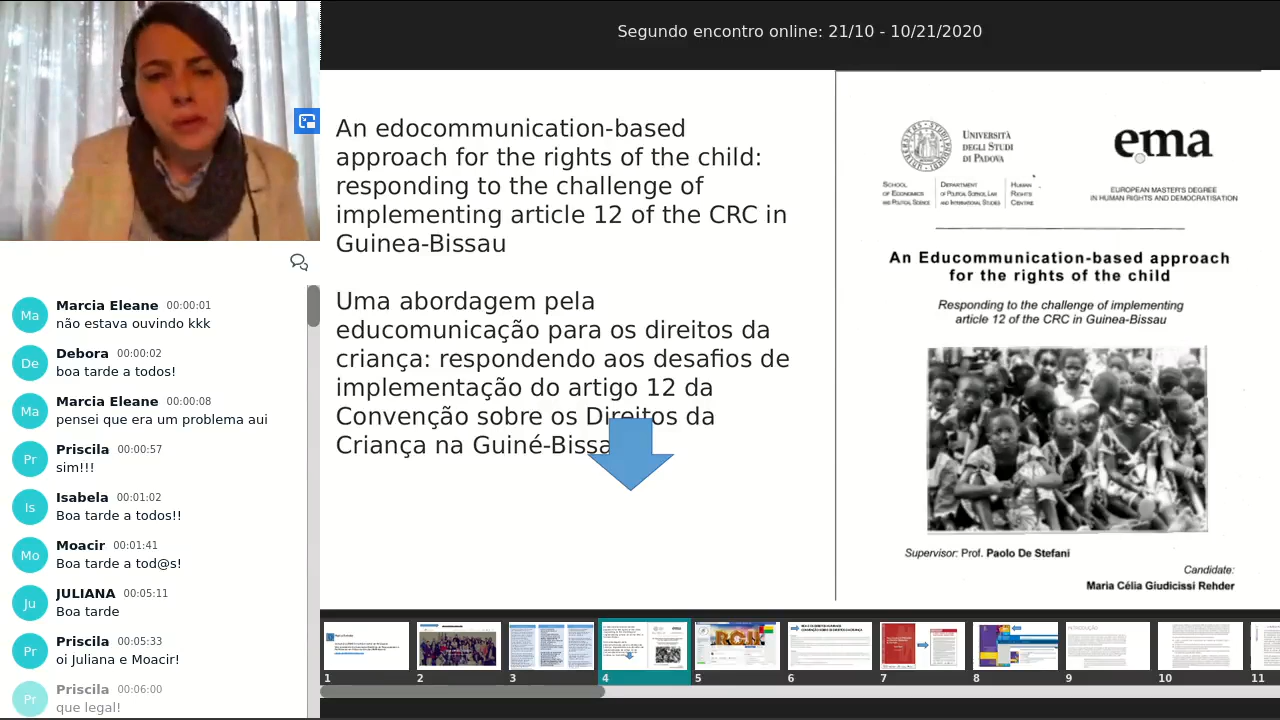 Segundo encontro online: 21/10 - 10/21/2020
Marcia Eleane 00:00:01
não estava ouvindo kkk
Debora 00:00:02
boa tarde a todos!
Marcia Eleane 00:00:08
pensei que era um problema aui
Priscila 00:00:57
sim!!!
Isabela 00:01:02
Boa tarde a todos!!
Moacir 00:01:41
Boa tarde a tod@s!
JULIANA 00:05:11
Boa tarde
Priscila 00:05:33
oi Juliana e Moacir!
Priscila 00:06:00
que legal!
Ma
De
Ma
Pr
Is
Mo
Ju
Pr
Pr
An edocommunication-based
approach for the rights of the child:
responding to the challenge of
implementing article 12 of the CRC in
Guinea-Bissau
Uma abordagem pela
educomunicação para os direitos da
criança: respondendo aos desafios de
implementação do artigo 12 da
Convenção sobre os Direitos da
Criança na Guiné-Bissa
UNIVERSITÀ
DEGLI STUDI
DI PADOVA
SCHOOL
OF ECONOMICS
AND POLITICAL SCIENCE
DEPARTMENT
OF POLITICAL SCIENCE, LAW
AND INTERNATIONAL STUDIES
HUMAN
RIGHTS
CENTRE
ema
EUROPEAN MASTER'S DEGREE
IN HUMAN RIGHTS AND DEMOCRATISATION
An Educommunication-based approach
for the rights of the child
Responding to the challenge of implementing
article 12 of the CRC in Guinea-Bissau
Supervisor: Prof. Paolo De Stefani
Candidate:
Maria Célia Giudicissi Rehder
1
2
3
4
5
6
7
8
9
10
11